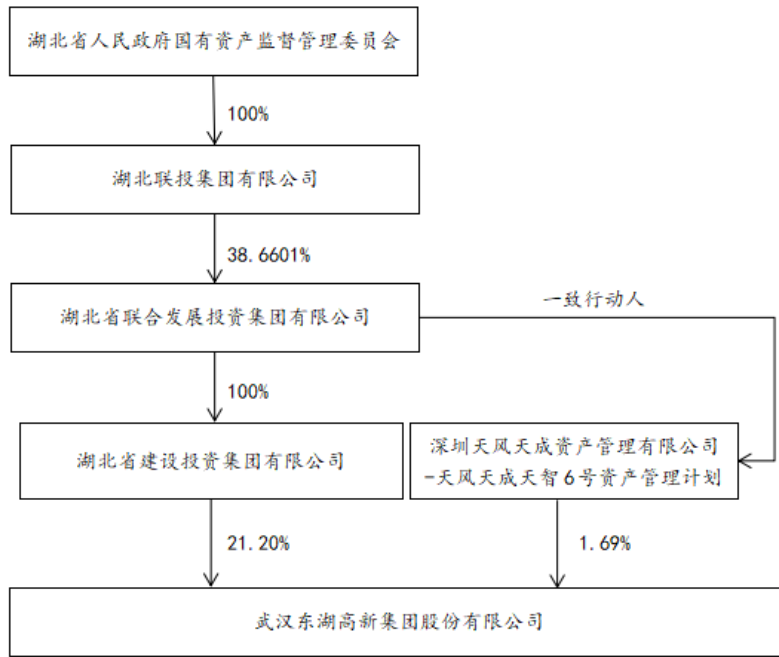 湖北省人民政府国有资产监督管理委员会
100%
湖北联投集团有限公司
38.6601%
湖北省联合发展投资集团有限公司
一致行动人
100%
湖北省建设投资集团有限公司
深圳天风天成资产管理有限公司
-天风天成天智6号资产管理计划
21.20%
1.69%
武汉东湖高新集团股份有限公司